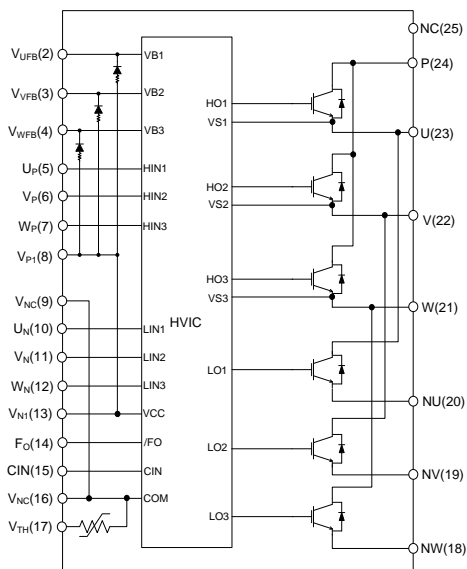 NC(25)
V_UFB(2) VB1 P(24)
V_VFB(3) VB2 HO1
VS1
V_WFB(4) VB3 U(23)
U_P(5) HIN1
V_P(6) HIN2 HO2
VS2
W_P(7) HIN3 V(22)
V_P1(8)
HO3
VS3
V_NC(9) W(21)
HVIC
U_N(10) LIN1
V_N(11) LIN2
LO1
W_N(12) LIN3
NU(20)
V_N1(13) VCC
F_O(14) /FO LO2
CIN(15) CIN NV(19)
V_NC(16) COM
LO3
V_TH(17)
NW(18)